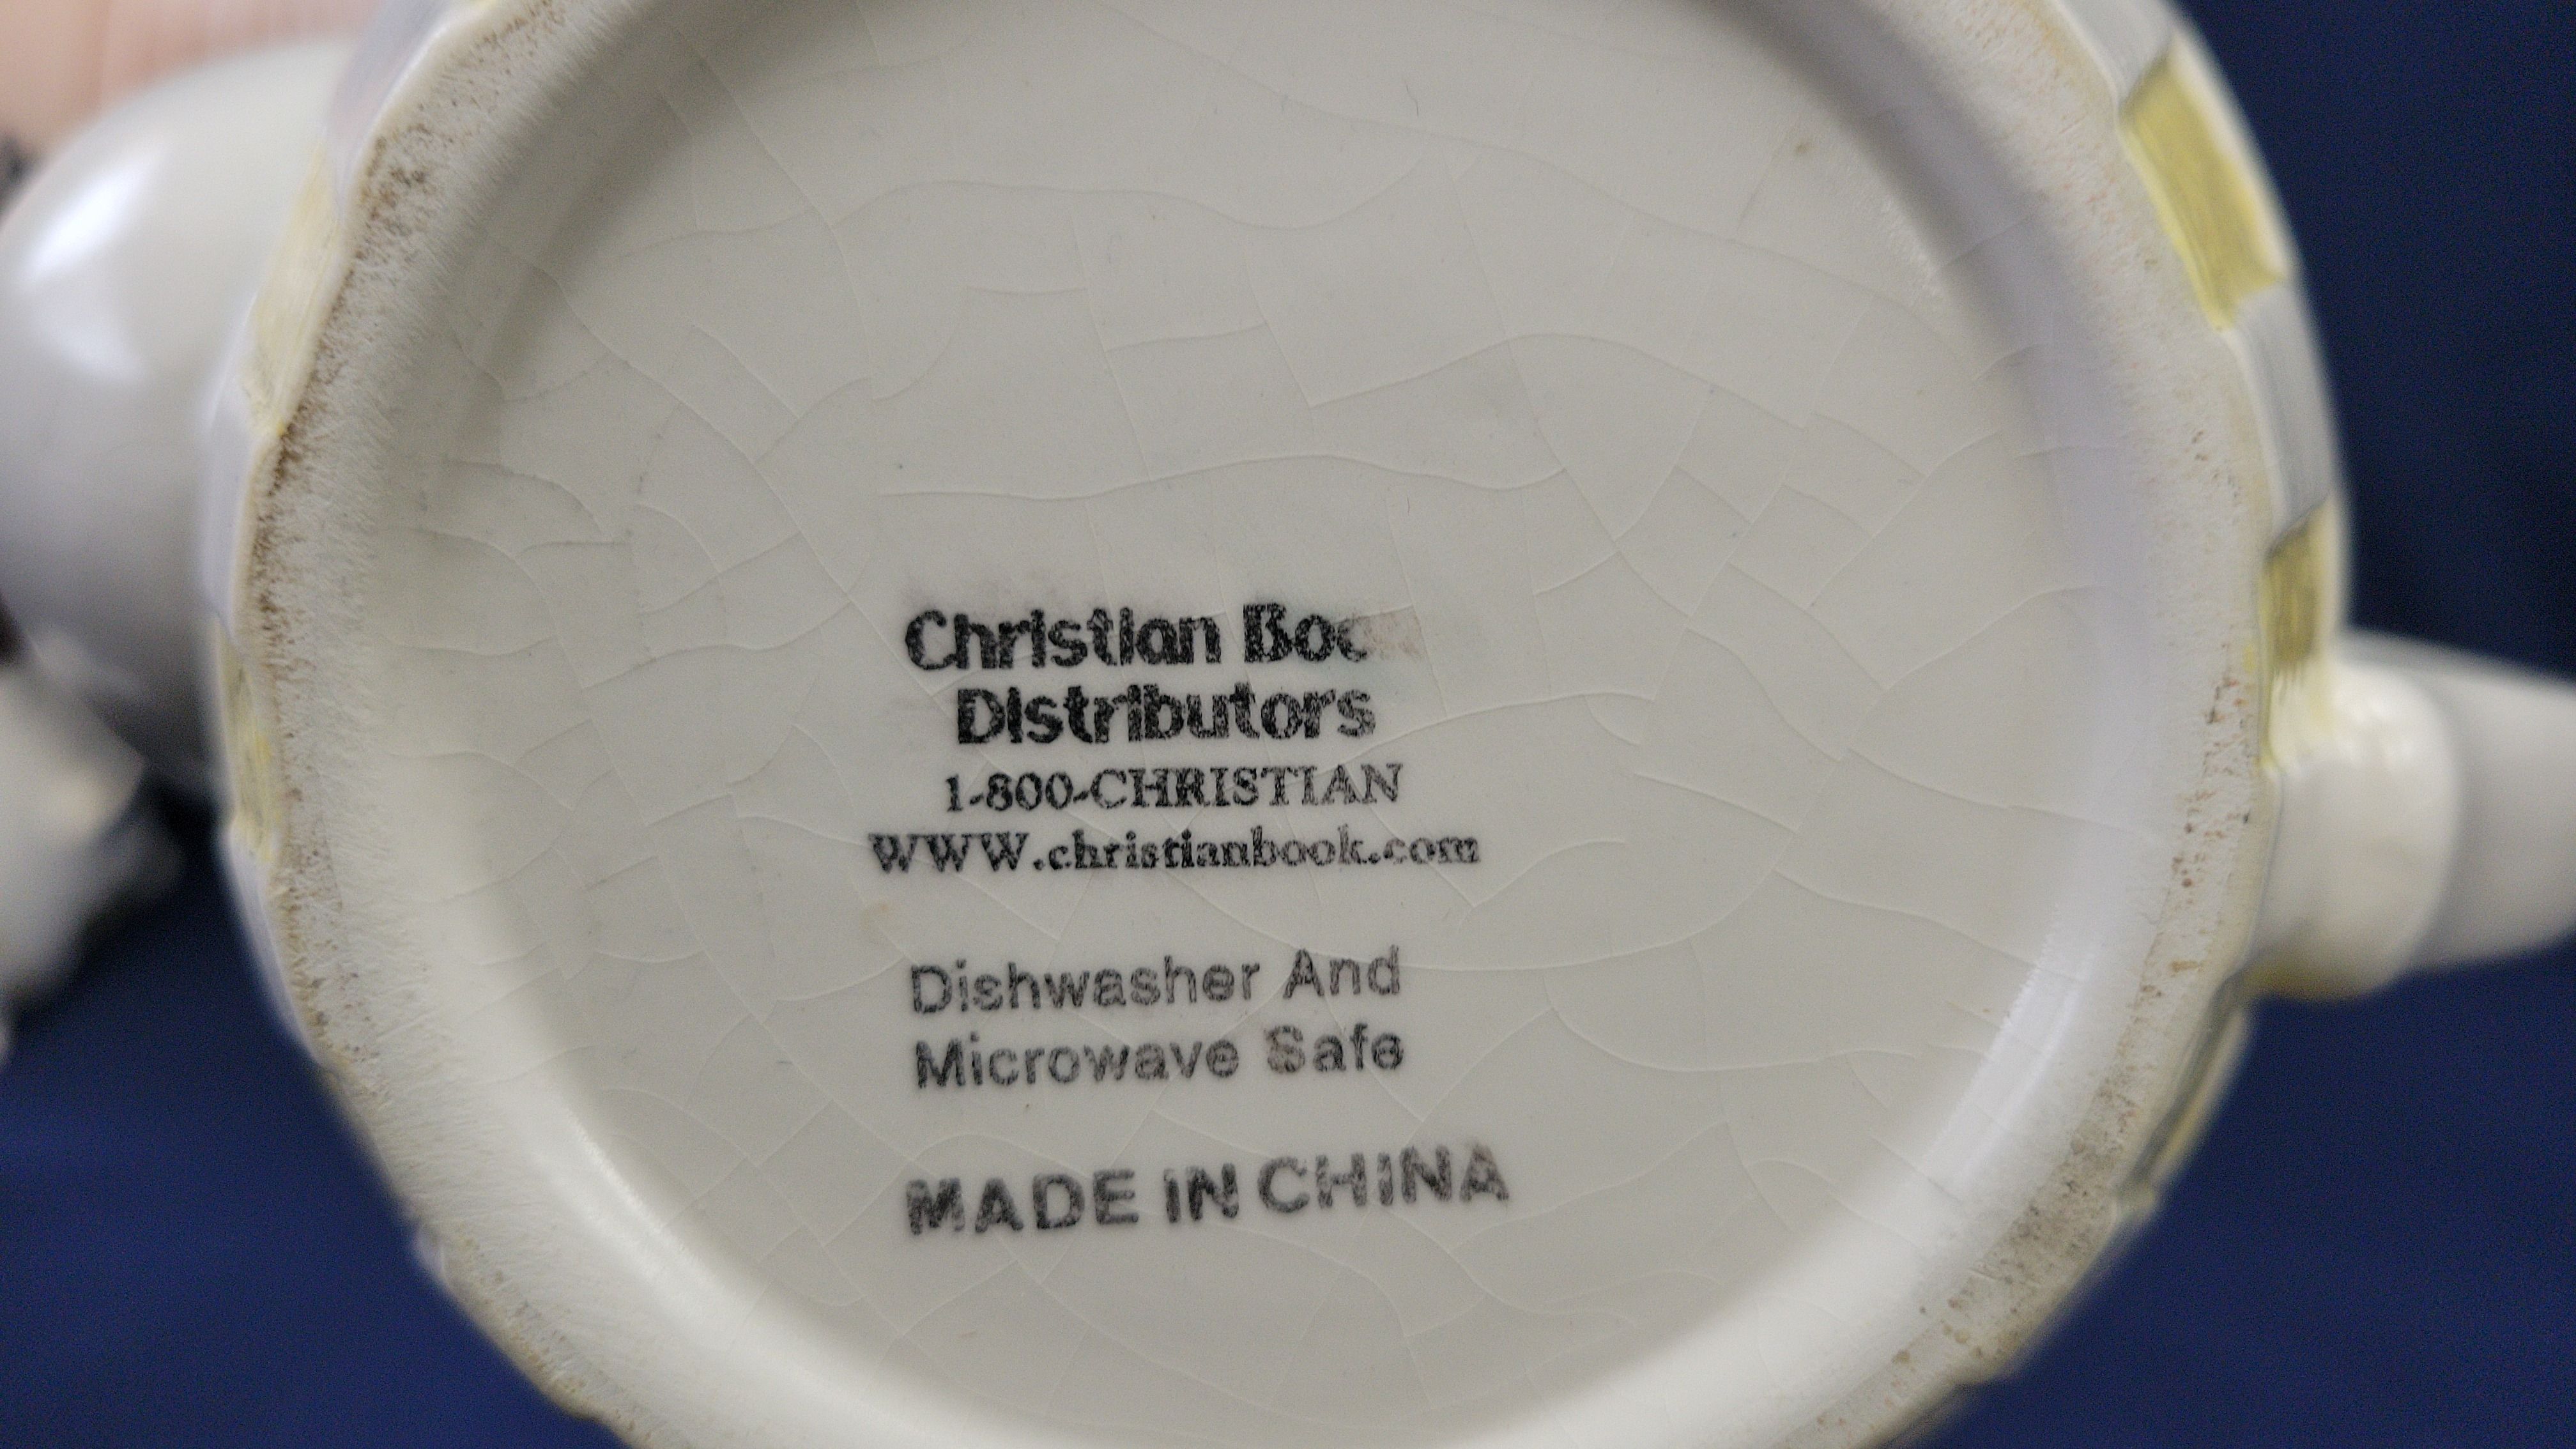 Christian Boo
Distributors
1-800-CHRISTIAN
WWW.christianbook.com
Dishwasher And
Microwave Safe
MADE IN CHINA